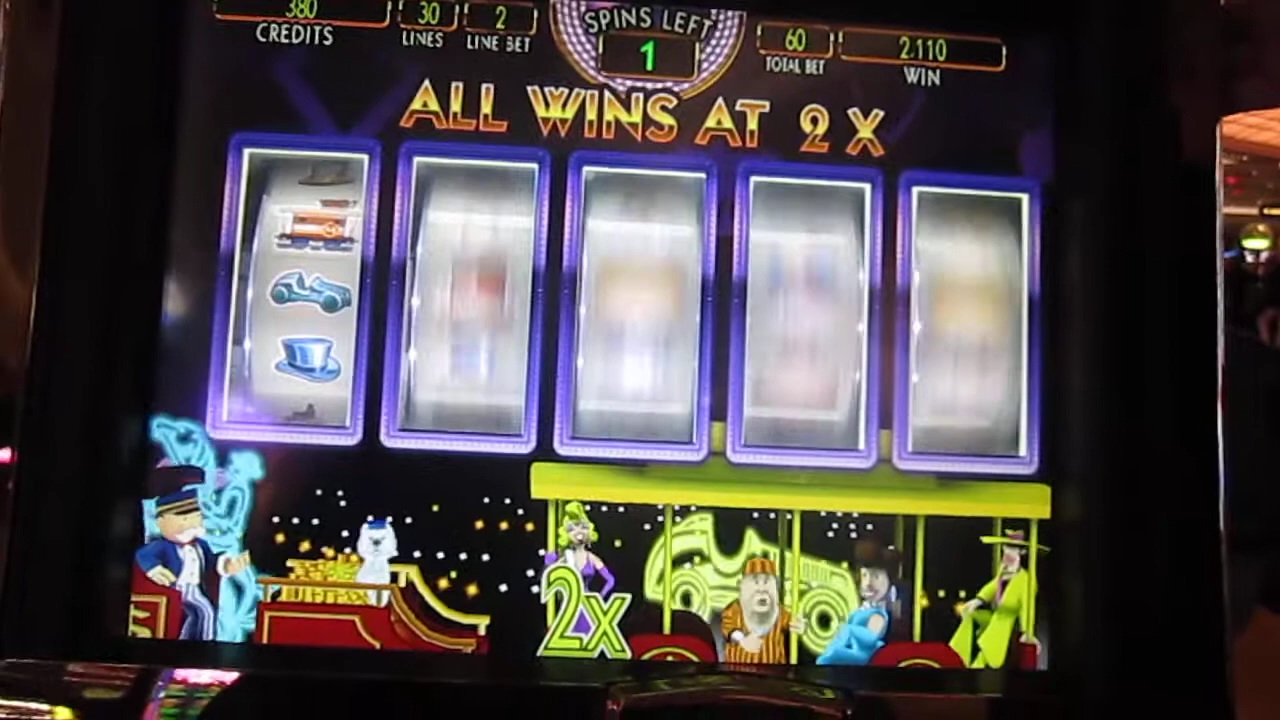 380 30 2 SPINS LEFT 60 2.110
CREDITS LINES LINE BET 1 TOTAL BET WIN
ALL WINS AT 2X
2X